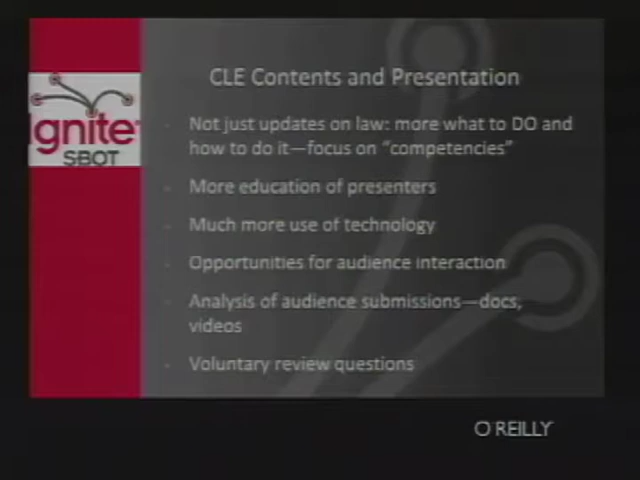 CLE Contents and Presentation
Ignite
SBOT
- Not just updates on law: more what to DO and
how to do it—focus on "competencies"
- More education of presenters
- Much more use of technology
- Opportunities for audience interaction
- Analysis of audience submissions—docs,
videos
- Voluntary review questions
O'REILLY